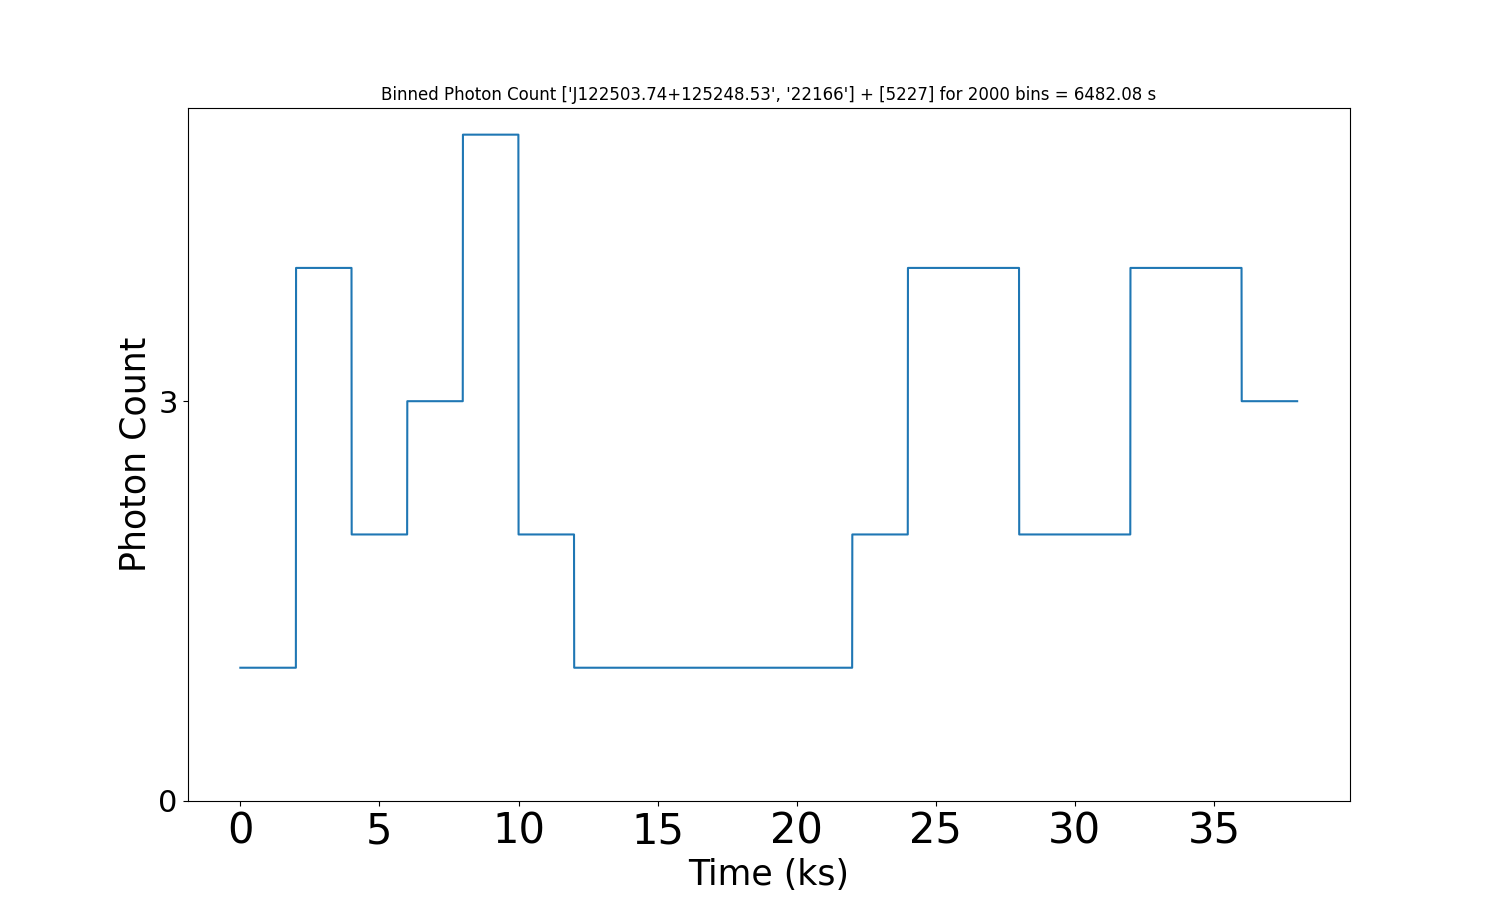 Binned Photon Count ['J122503.74+125248.53', '22166'] + [5227] for 2000 bins = 6482.08 s
Photon Count
3
0
0 5 10 15 20 25 30 35
Time (ks)